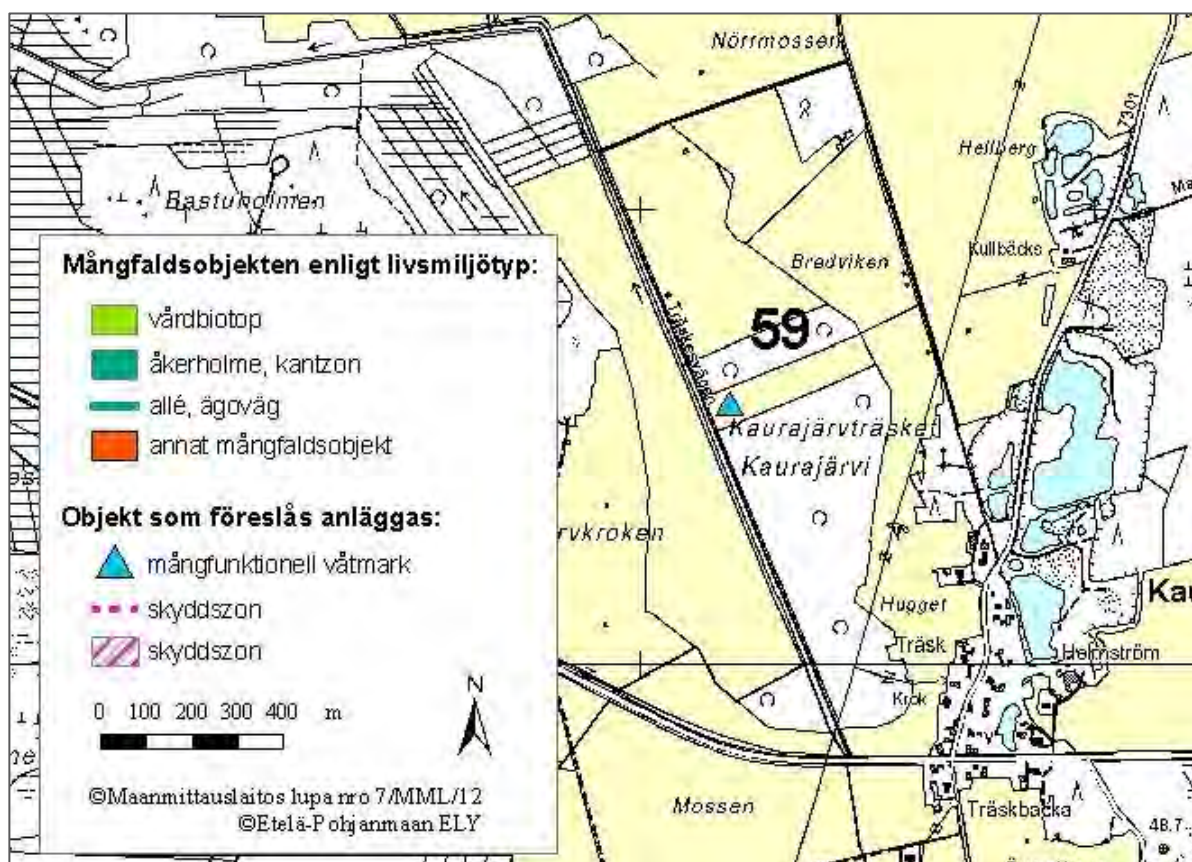 Nörrmossen
7301
Hellberg
Bastuholmen
Kullbäcks
Bredviken
59
Kaurajärvträsket
Kaurajärvi
Hugget
Träsk
Helmström
Krok
Mossen
Träskbacka
Mångfaldsobjekten enligt livsmiljötyp:
vårdbiotop
åkerholme, kantzon
allé, ägoväg
annat mångfaldsobjekt
Objekt som föreslås anläggas:
mångfunktionell våtmark
skyddszon
skyddszon
N
0 100 200 300 400 m
©Maanmittauslaitos lupa nro 7/MML/12
©Etelä-Pohjanmaan ELY